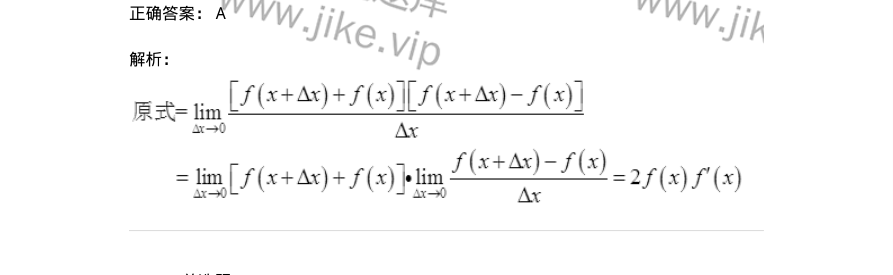 正确答案： A
www.jike.vip
www.jik
解析：
原式=lim_{Δx→0} [f(x+Δx)+f(x)][f(x+Δx)−f(x)] / Δx
=lim_{Δx→0}[f(x+Δx)+f(x)]•lim_{Δx→0} f(x+Δx)−f(x) / Δx =2f(x)f′(x)